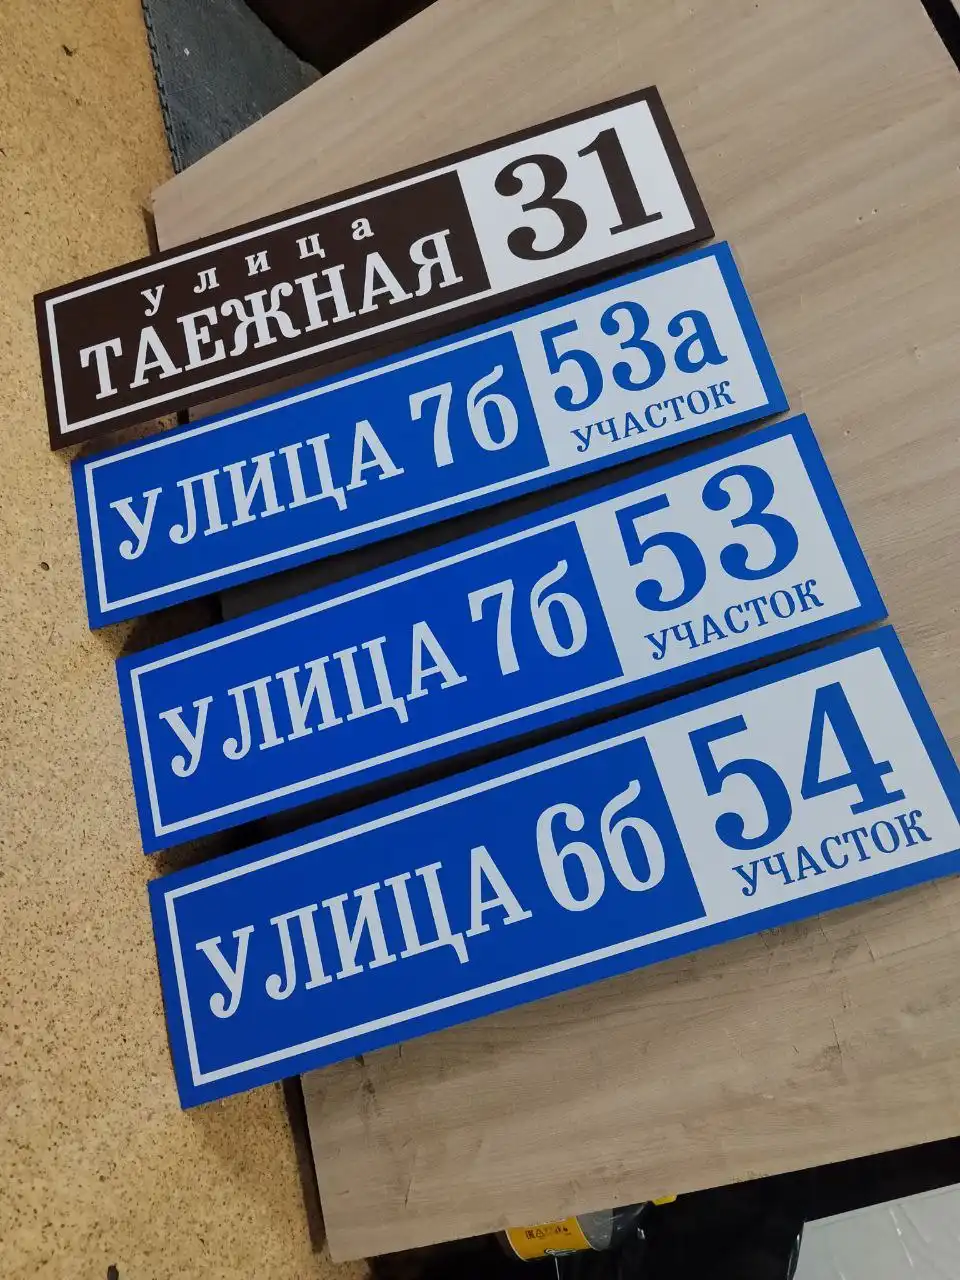 улица
ТАЕЖНАЯ
31
УЛИЦА 7б
53а
УЧАСТОК
УЛИЦА 7б
53
УЧАСТОК
УЛИЦА 6б
54
УЧАСТОК